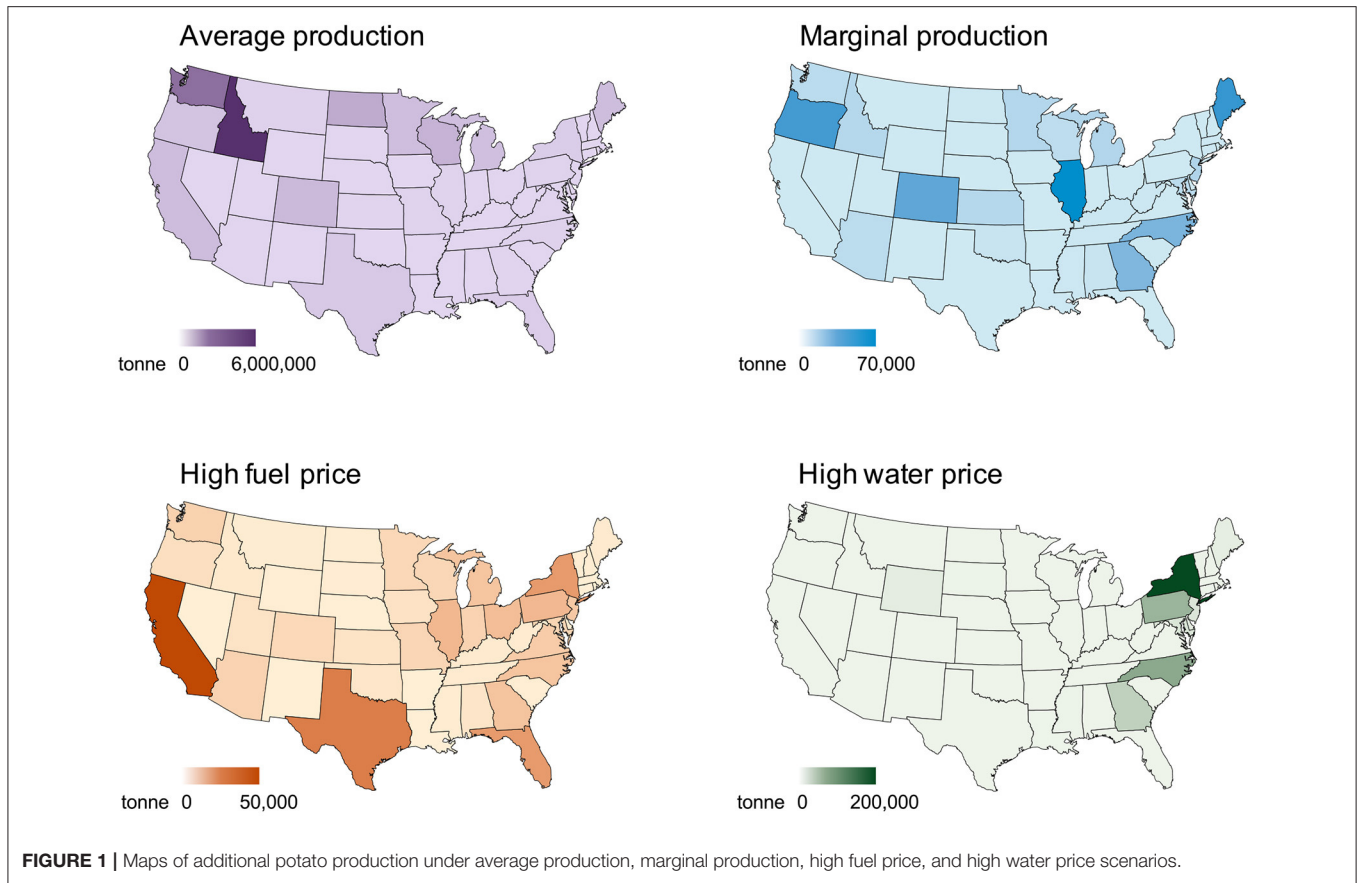 Average production
Marginal production
tonne 0 6,000,000
tonne 0 70,000
High fuel price
High water price
tonne 0 50,000
tonne 0 200,000
FIGURE 1 | Maps of additional potato production under average production, marginal production, high fuel price, and high water price scenarios.